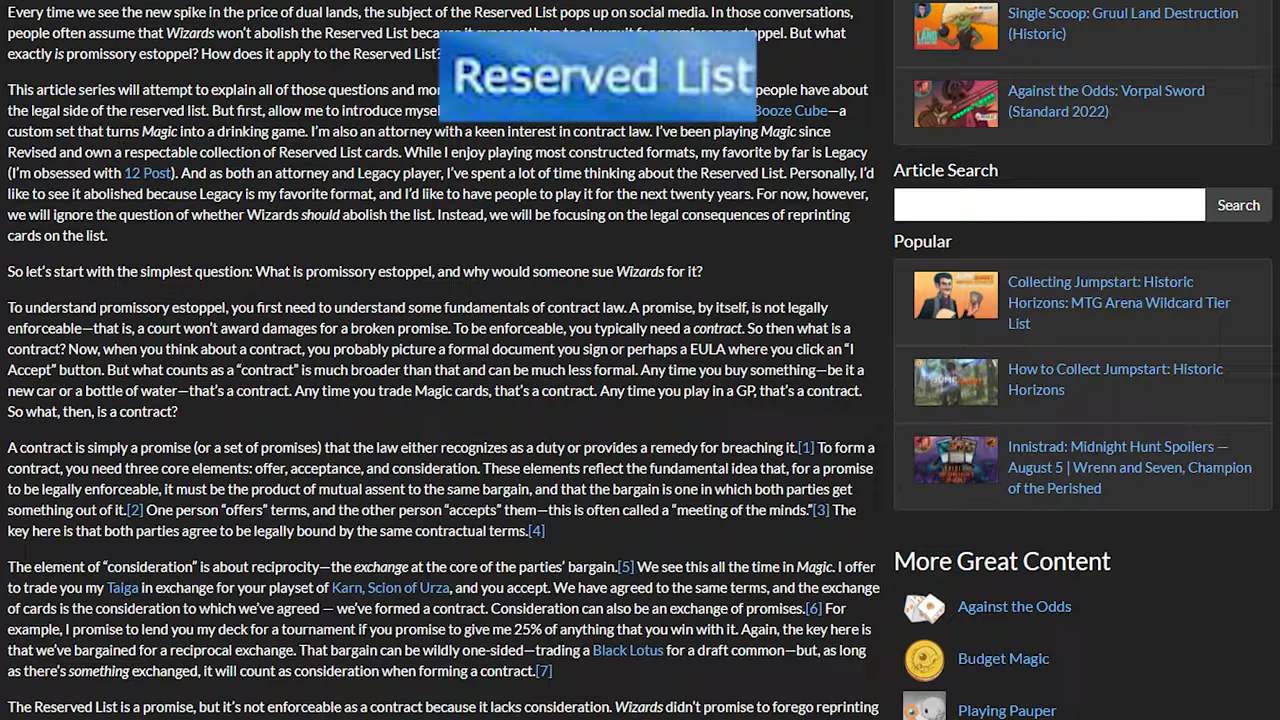 Every time we see the new spike in the price of dual lands, the subject of the Reserved List pops up on social media. In those conversations,
people often assume that Wizards won't abolish the Reserved List because it exposes them to a lawsuit for promissory estoppel. But what
exactly is promissory estoppel? How does it apply to the Reserved List?
Reserved List
This article series will attempt to explain all of those questions and people have about
the legal side of the reserved list. But first, allow me to introduce Booze Cube—a
custom set that turns Magic into a drinking game. I'm also an attorney with a keen interest in contract law. I've been playing Magic since
Revised and own a respectable collection of Reserved List cards. While I enjoy playing most constructed formats, my favorite by far is Legacy
(I'm obsessed with 12 Post). And as both an attorney and Legacy player, I've spent a lot of time thinking about the Reserved List. Personally, I'd
like to see it abolished because Legacy is my favorite format, and I'd like to have people to play it for the next twenty years. For now, however,
we will ignore the question of whether Wizards should abolish the list. Instead, we will be focusing on the legal consequences of reprinting
cards on the list.
So let's start with the simplest question: What is promissory estoppel, and why would someone sue Wizards for it?
To understand promissory estoppel, you first need to understand some fundamentals of contract law. A promise, by itself, is not legally
enforceable—that is, a court won't award damages for a broken promise. To be enforceable, you typically need a contract. So then what is a
contract? Now, when you think about a contract, you probably picture a formal document you sign or perhaps a EULA where you click an "I
Accept" button. But what counts as a "contract" is much broader than that and can be much less formal. Any time you buy something—be it a
new car or a bottle of water—that's a contract. Any time you trade Magic cards, that's a contract. Any time you play in a GP, that's a contract.
So what, then, is a contract?
A contract is simply a promise (or a set of promises) that the law either recognizes as a duty or provides a remedy for breaching it.[1] To form a
contract, you need three core elements: offer, acceptance, and consideration. These elements reflect the fundamental idea that, for a promise
to be legally enforceable, it must be the product of mutual assent to the same bargain, and that the bargain is one in which both parties get
something out of it.[2] One person "offers" terms, and the other person "accepts" them—this is often called a "meeting of the minds."[3] The
key here is that both parties agree to be legally bound by the same contractual terms.[4]
The element of "consideration" is about reciprocity—the exchange at the core of the parties' bargain.[5] We see this all the time in Magic. I offer
to trade you my Taiga in exchange for your playset of Karn, Scion of Urza, and you accept. We have agreed to the same terms, and the exchange
of cards is the consideration to which we've agreed — we've formed a contract. Consideration can also be an exchange of promises.[6] For
example, I promise to lend you my deck for a tournament if you promise to give me 25% of anything that you win with it. Again, the key here is
that we've bargained for a reciprocal exchange. That bargain can be wildly one-sided—trading a Black Lotus for a draft common—but, as long
as there's something exchanged, it will count as consideration when forming a contract.[7]
The Reserved List is a promise, but it's not enforceable as a contract because it lacks consideration. Wizards didn't promise to forego reprinting
Single Scoop: Gruul Land Destruction
(Historic)
Against the Odds: Vorpal Sword
(Standard 2022)
Article Search
Search
Popular
Collecting Jumpstart: Historic
Horizons: MTG Arena Wildcard Tier
List
How to Collect Jumpstart: Historic
Horizons
Innistrad: Midnight Hunt Spoilers —
August 5 | Wrenn and Seven, Champion
of the Perished
More Great Content
Against the Odds
Budget Magic
Playing Pauper